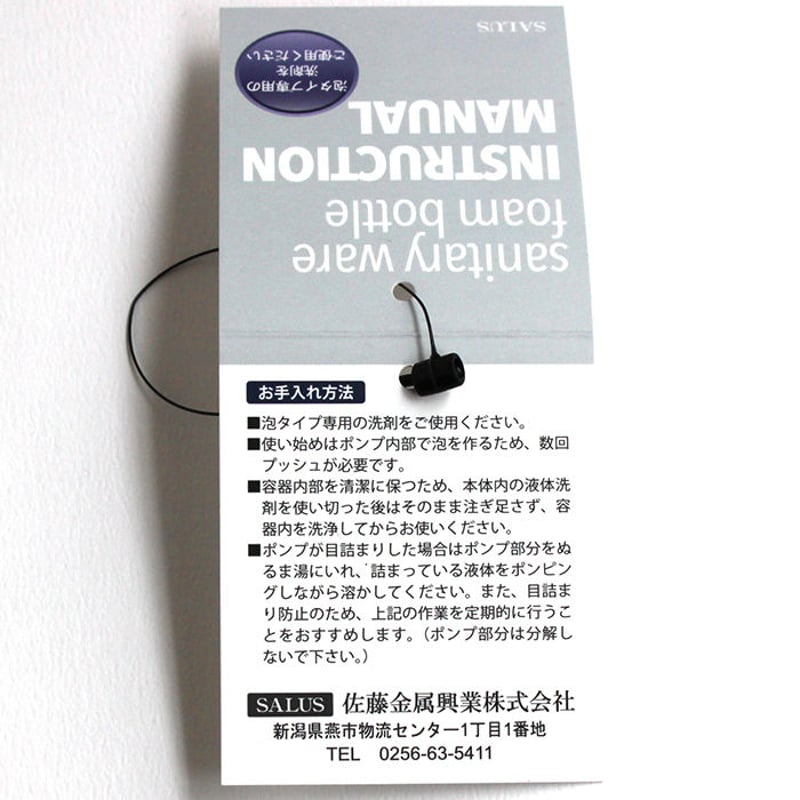 SALUS
泡タイプ専用の
洗剤を
ご使用ください
sanitary ware
foam bottle
INSTRUCTION
MANUAL
お手入れ方法
■泡タイプ専用の洗剤をご使用ください。
■使い始めはポンプ内部で泡を作るため、数回
プッシュが必要です。
■容器内部を清潔に保つため、本体内の液体洗
剤を使い切った後はそのまま注ぎ足さず、容
器内を洗浄してからお使いください。
■ポンプが目詰まりした場合はポンプ部分をぬ
るま湯にいれ、詰まっている液体をポンピン
グしながら溶かしてください。また、目詰ま
り防止のため、上記の作業を定期的に行うこ
とをおすすめします。（ポンプ部分は分解し
ないで下さい。）
SALUS 佐藤金属興業株式会社
新潟県燕市物流センター1丁目1番地
TEL 0256-63-5411